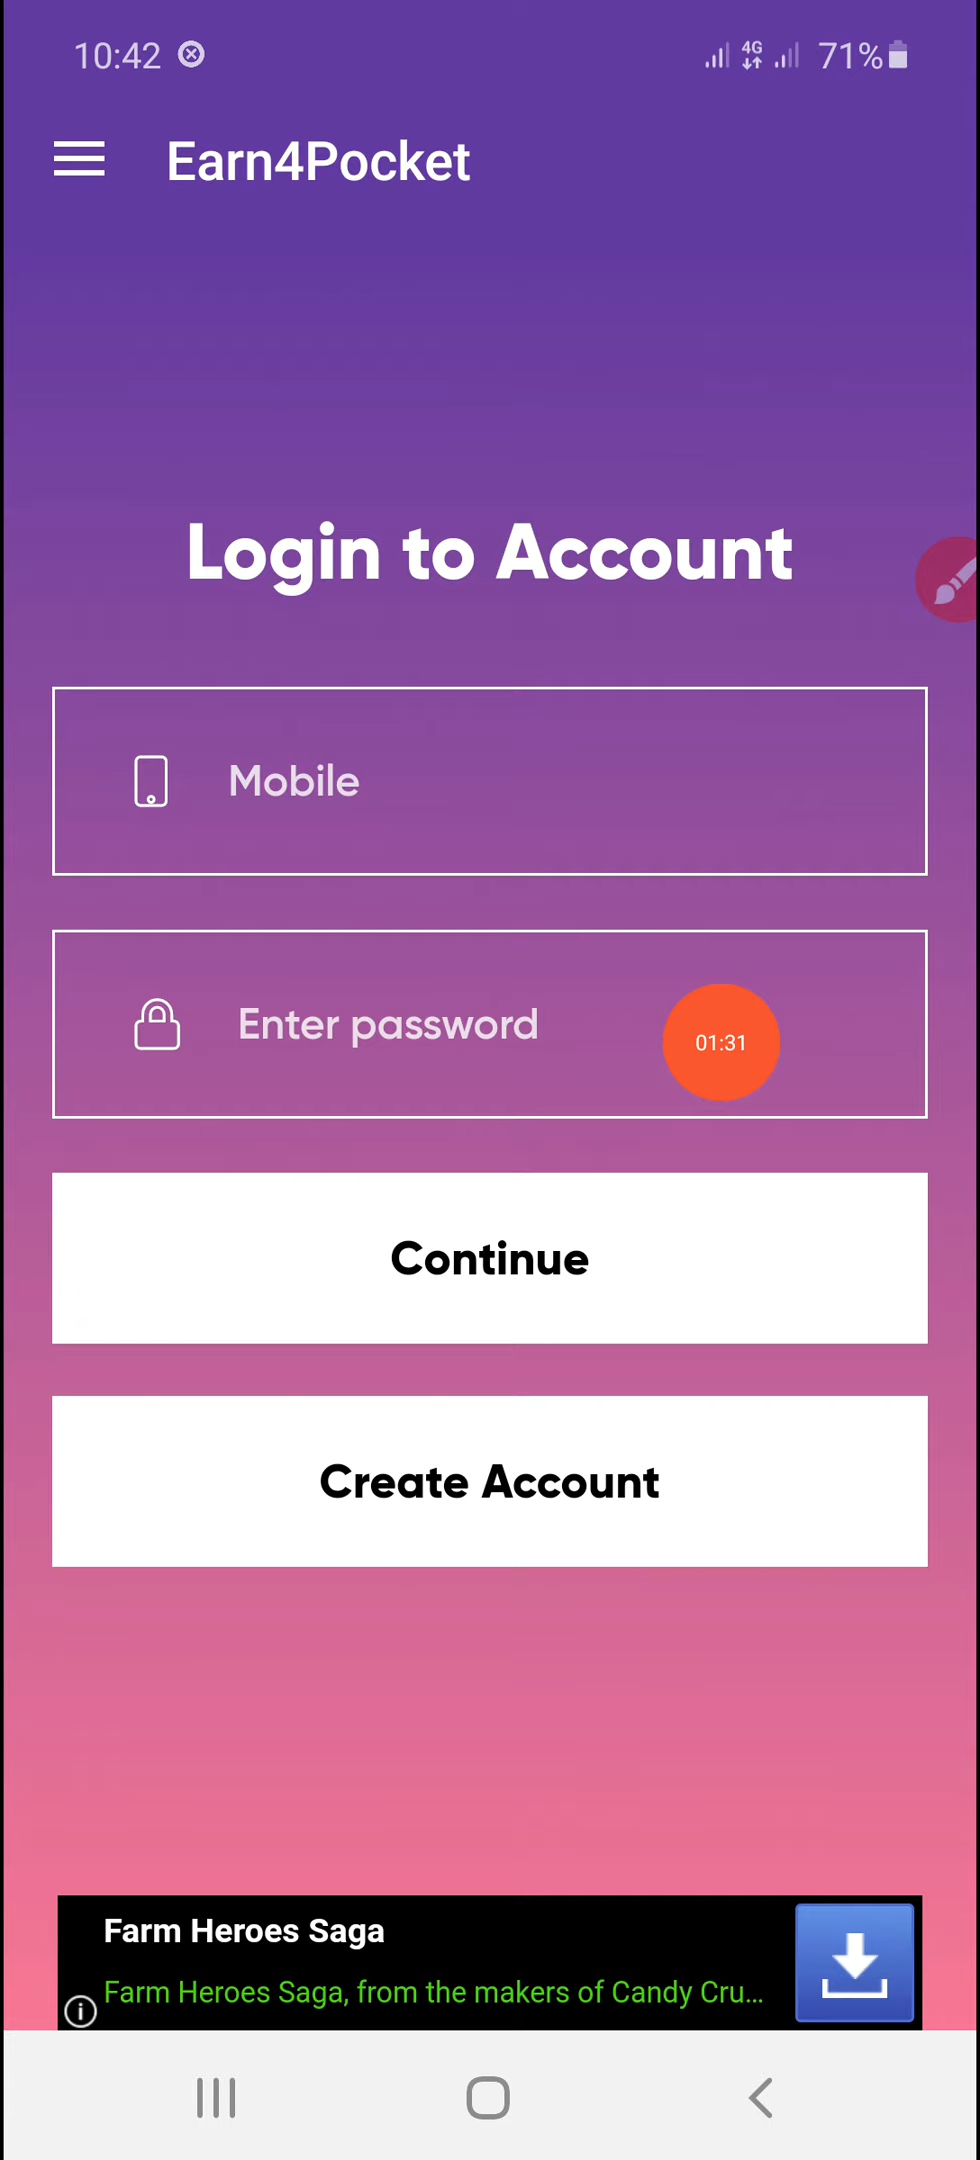 10:42 4G 71%
Earn4Pocket
Login to Account
Mobile
Enter password
01:31
Continue
Create Account
Farm Heroes Saga
Farm Heroes Saga, from the makers of Candy Cru...